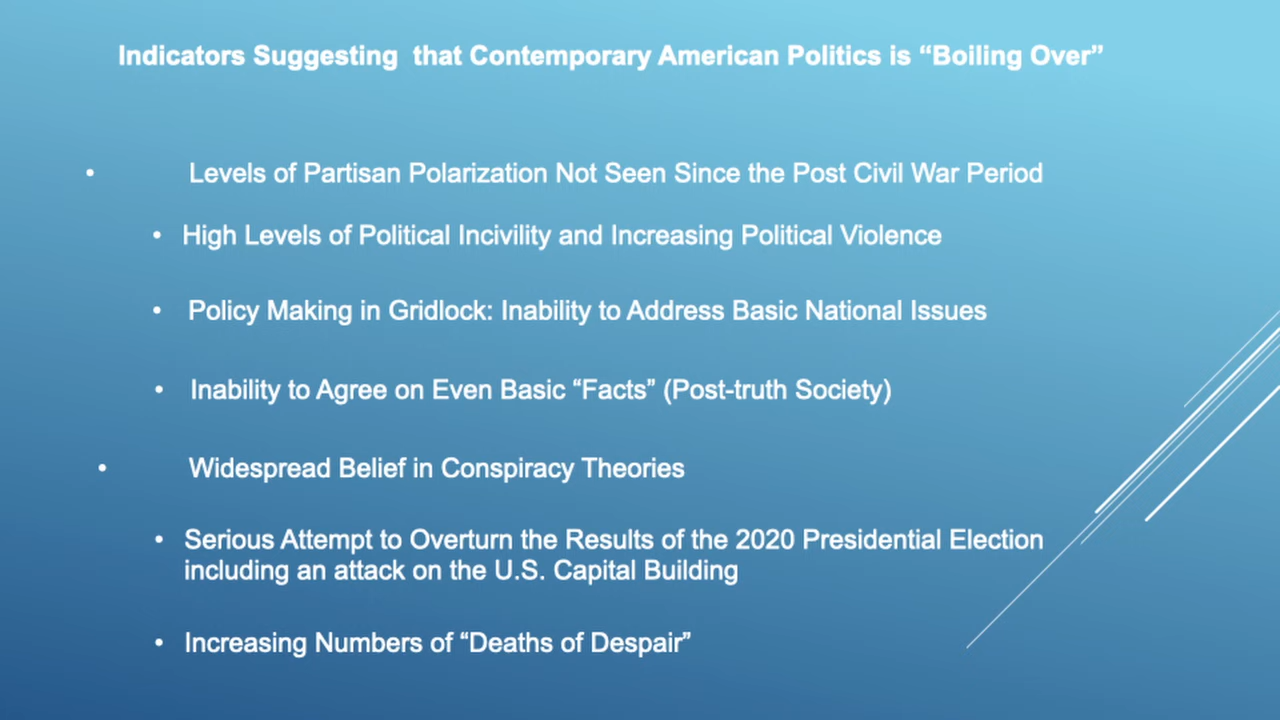 Indicators Suggesting  that Contemporary American Politics is “Boiling Over”
• Levels of Partisan Polarization Not Seen Since the Post Civil War Period
• High Levels of Political Incivility and Increasing Political Violence
• Policy Making in Gridlock: Inability to Address Basic National Issues
• Inability to Agree on Even Basic “Facts” (Post-truth Society)
• Widespread Belief in Conspiracy Theories
• Serious Attempt to Overturn the Results of the 2020 Presidential Election
including an attack on the U.S. Capital Building
• Increasing Numbers of “Deaths of Despair”